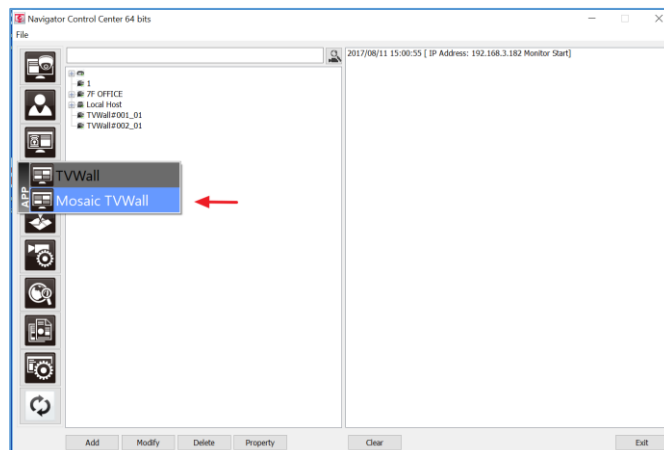 Navigator Control Center 64 bits
File
2017/08/11 15:00:55 [ IP Address: 192.168.3.182 Monitor Start]
1
7F OFFICE
Local Host
TVWall#001_01
TVWall#002_01
APP
TVWall
Mosaic TVWall
Add Modify Delete Property Clear Exit